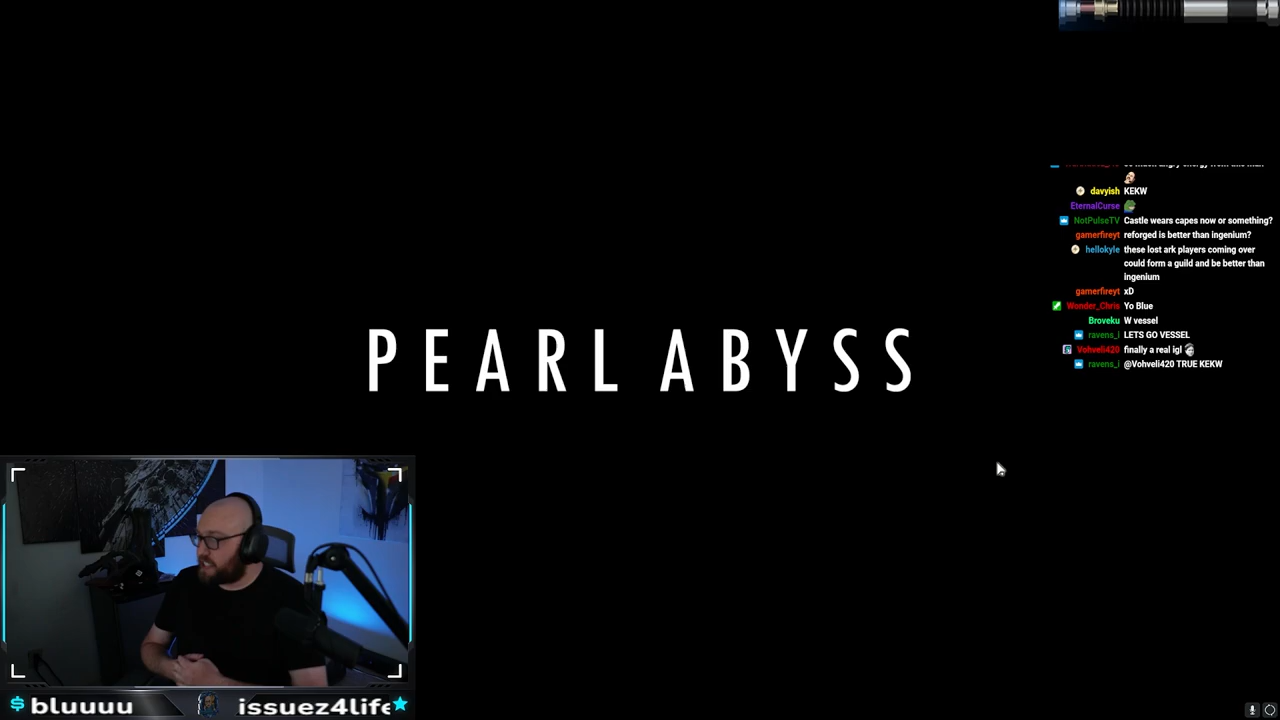 davyish KEKW
EternalCurse
NotPulseTV Castle wears capes now or something?
gamerfireyt reforged is better than ingenium?
hellokyle these lost ark players coming over
could form a guild and be better than
ingenium
gamerfireyt xD
Wonder_Chris Yo Blue
Broveku W vessel
ravens_i LETS GO VESSEL
Vohveli420 finally a real igl
ravens_i @Vohveli420 TRUE KEKW
PEARL ABYSS
$ bluuuu
issuez4life